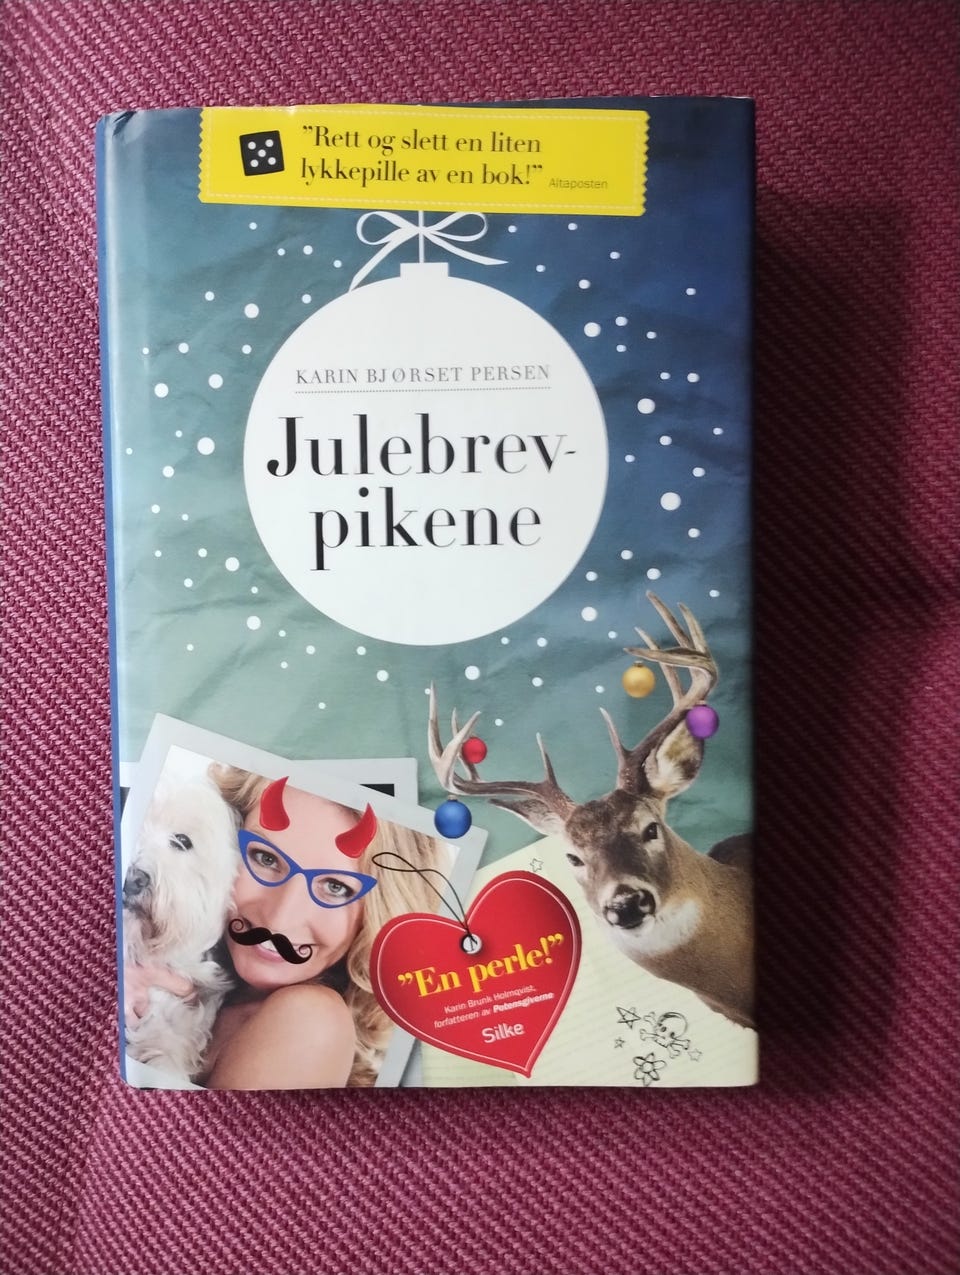 ”Rett og slett en liten
lykkepille av en bok!” Altaposten
KARIN BJØRSET PERSEN
Julebrev-
pikene
”En perle!”
Karin Brunk Holmqvist,
forfatteren av Potensgiverne
Silke